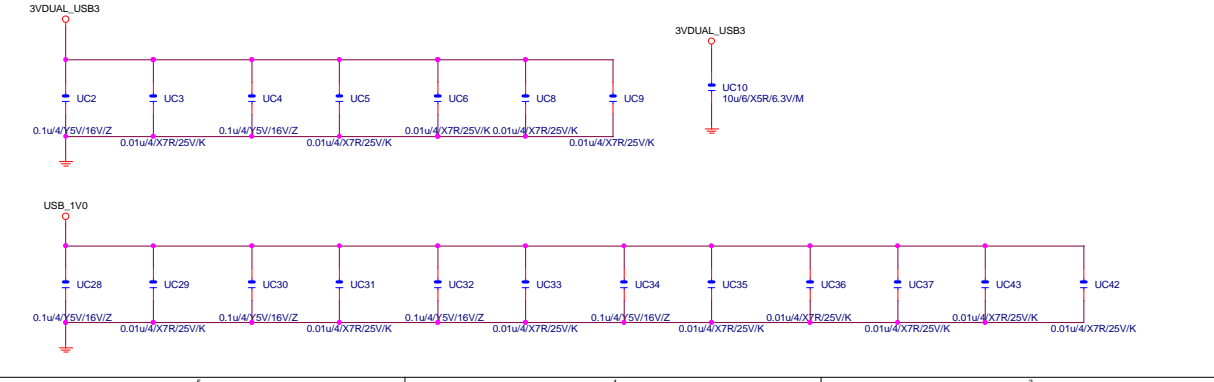 3VDUAL_USB3
3VDUAL_USB3
UC2
UC3
UC4
UC5
UC6
UC8
UC9
UC10
10u/6/X5R/6.3V/M
0.1u/4/Y5V/16V/Z
0.1u/4/Y5V/16V/Z
0.01u/4/X7R/25V/K
0.01u/4/X7R/25V/K
0.01u/4/X7R/25V/K
0.01u/4/X7R/25V/K
0.01u/4/X7R/25V/K
USB_1V0
UC28
UC29
UC30
UC31
UC32
UC33
UC34
UC35
UC36
UC37
UC43
UC42
0.1u/4/Y5V/16V/Z
0.1u/4/Y5V/16V/Z
0.1u/4/Y5V/16V/Z
0.1u/4/Y5V/16V/Z
0.01u/4/X7R/25V/K
0.01u/4/X7R/25V/K
0.01u/4/X7R/25V/K
0.01u/4/X7R/25V/K
0.01u/4/X7R/25V/K
0.01u/4/X7R/25V/K
0.01u/4/X7R/25V/K
0.01u/4/X7R/25V/K